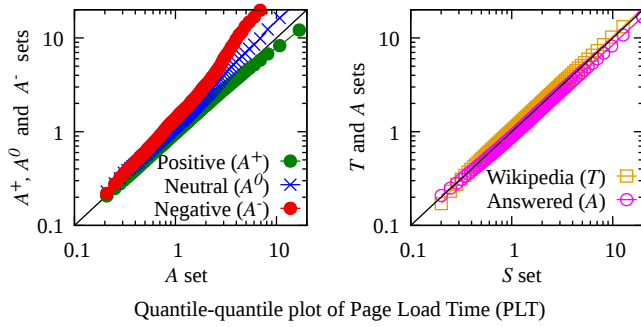 A⁺, A⁰ and A⁻ sets
10
1
0.1
Positive (A⁺)
Neutral (A⁰)
Negative (A⁻)
0.1 1 10
A set
T and A sets
10
1
0.1
Wikipedia (T)
Answered (A)
0.1 1 10
S set
Quantile-quantile plot of Page Load Time (PLT)